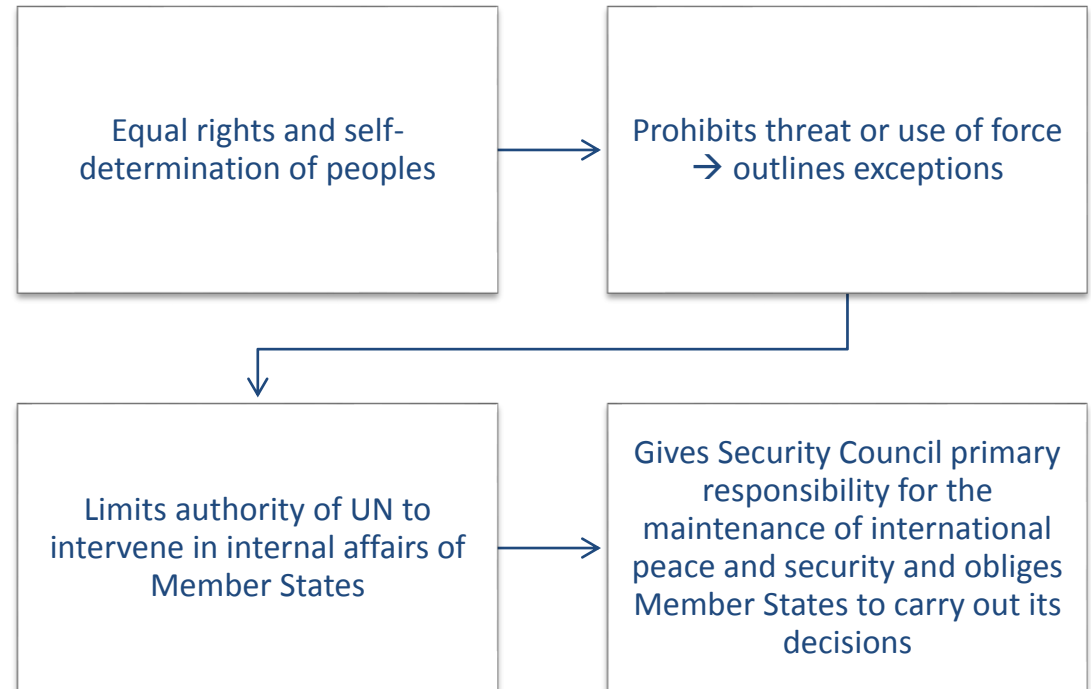 Equal rights and self-
determination of peoples
Prohibits threat or use of force
→ outlines exceptions
Limits authority of UN to
intervene in internal affairs of
Member States
Gives Security Council primary
responsibility for the
maintenance of international
peace and security and obliges
Member States to carry out its
decisions